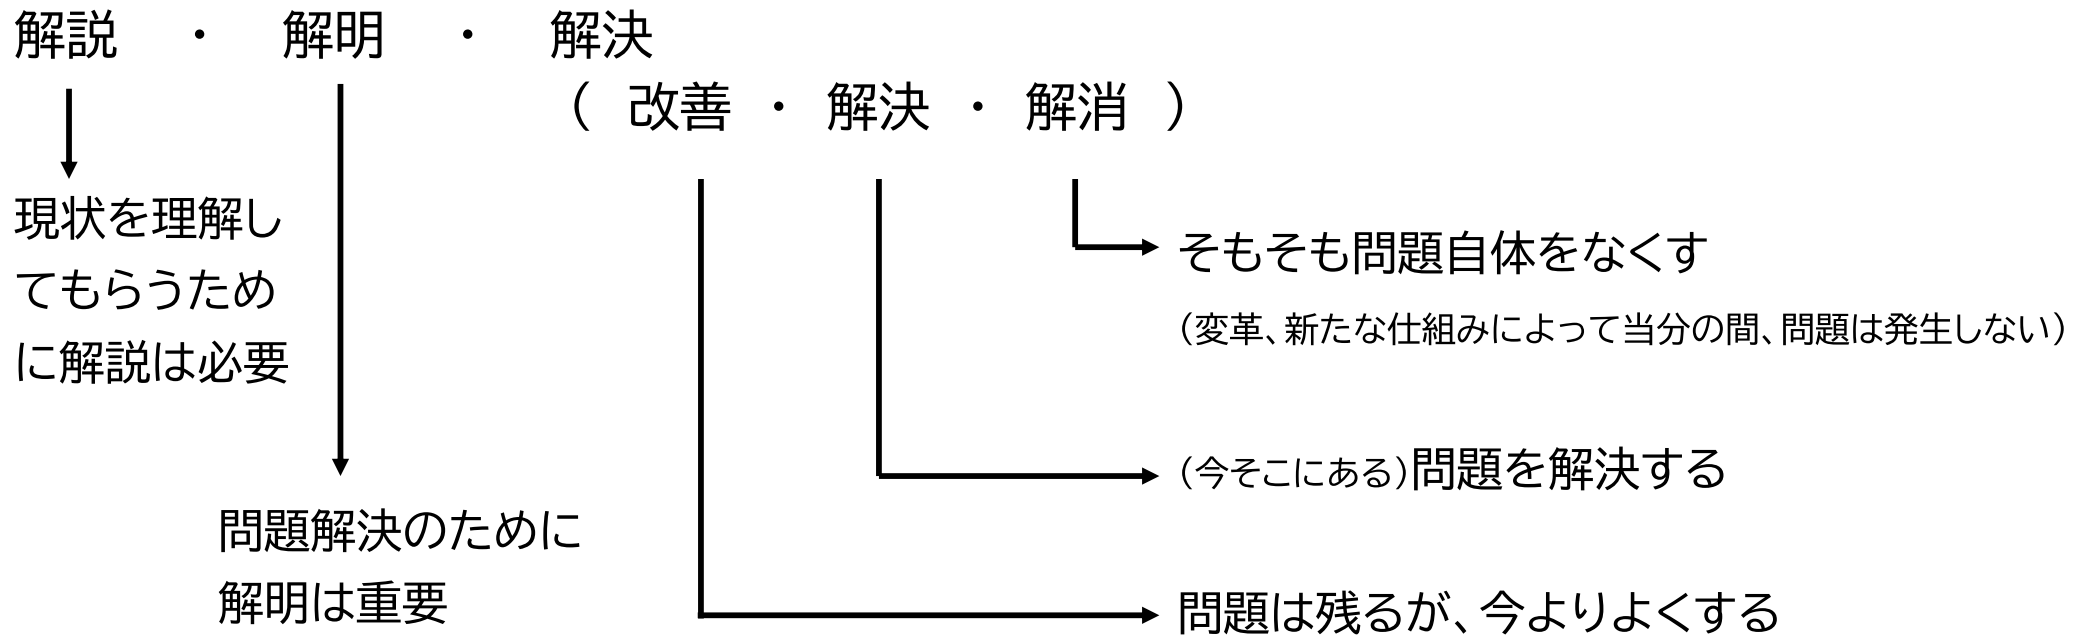 解説 ・ 解明 ・ 解決
（ 改善 ・ 解決 ・ 解消 ）
現状を理解し
てもらうため
に解説は必要
問題解決のために
解明は重要
そもそも問題自体をなくす
（変革、新たな仕組みによって当分の間、問題は発生しない）
（今そこにある）問題を解決する
問題は残るが、今よりよくする